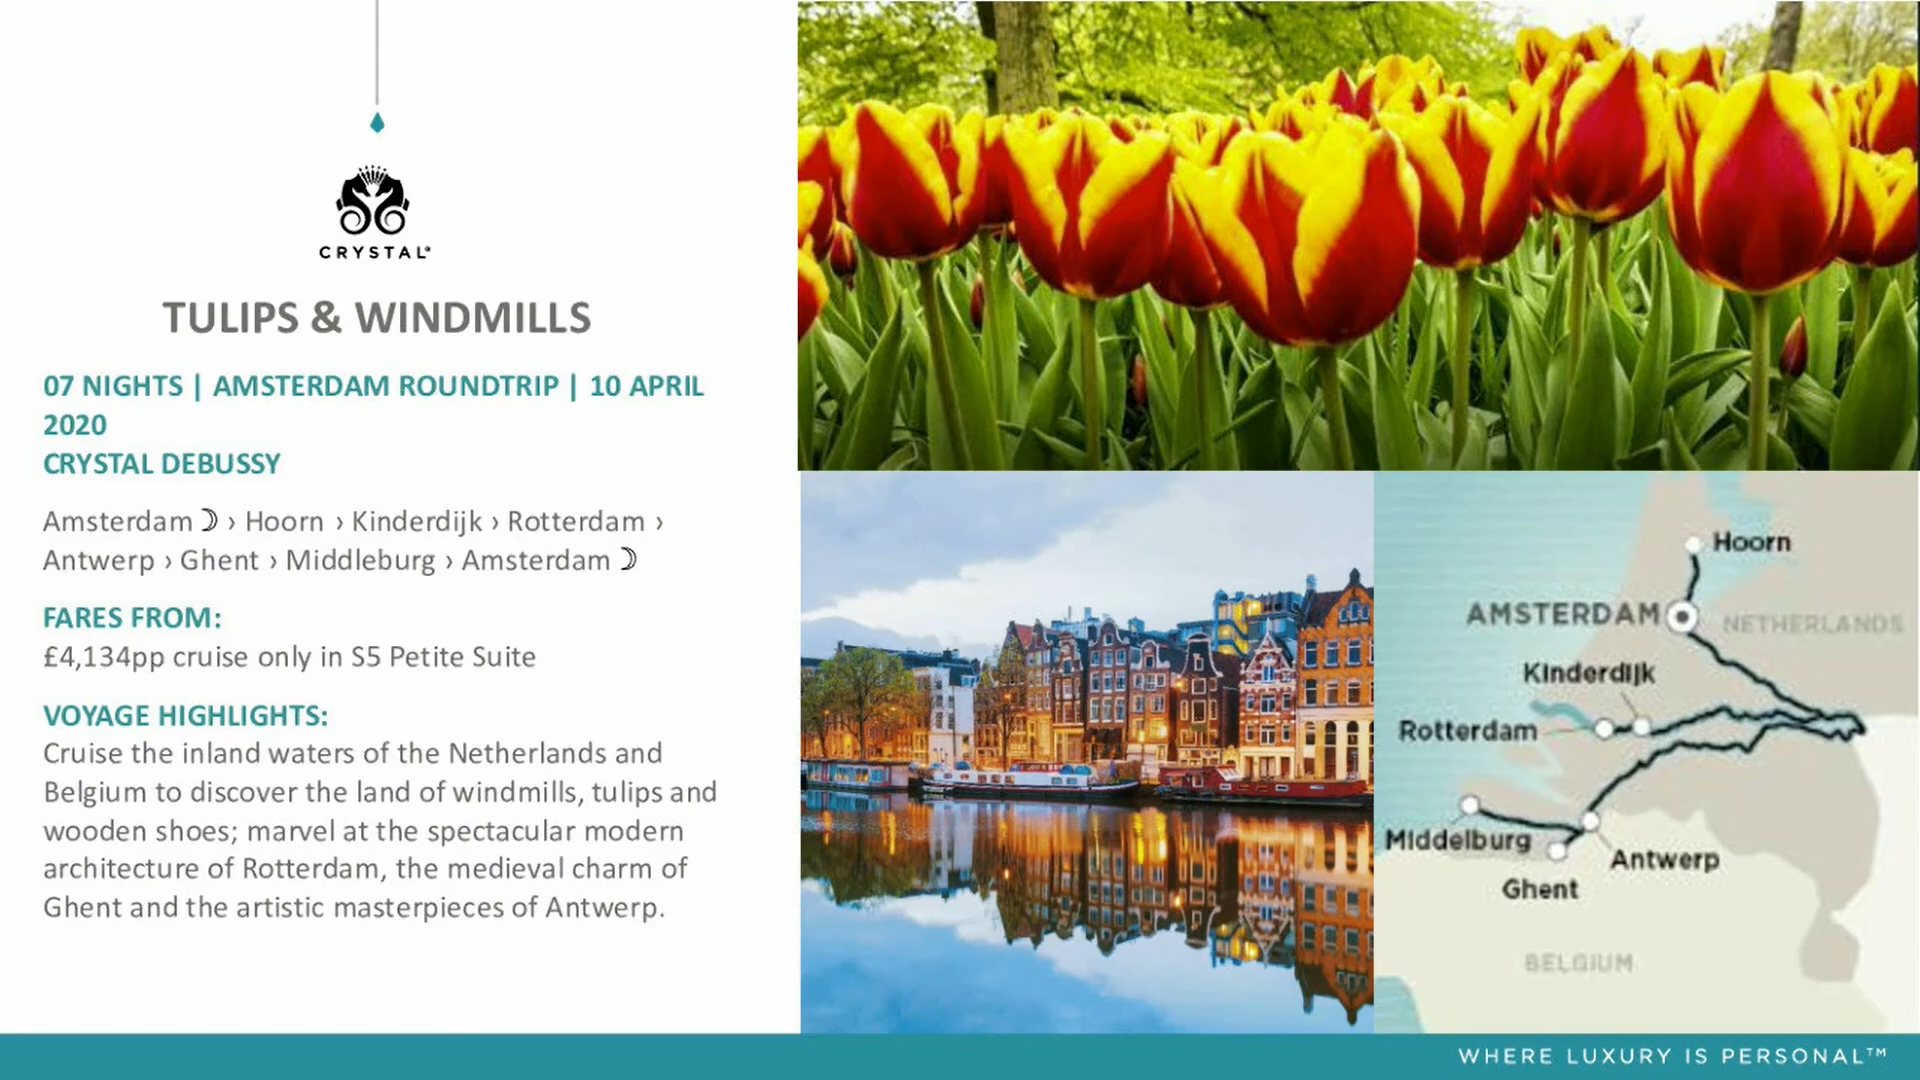 CRYSTAL®
TULIPS & WINDMILLS
07 NIGHTS | AMSTERDAM ROUNDTRIP | 10 APRIL
2020
CRYSTAL DEBUSSY
Amsterdam ☽ › Hoorn › Kinderdijk › Rotterdam ›
Antwerp › Ghent › Middleburg › Amsterdam ☽
FARES FROM:
£4,134pp cruise only in S5 Petite Suite
VOYAGE HIGHLIGHTS:
Cruise the inland waters of the Netherlands and
Belgium to discover the land of windmills, tulips and
wooden shoes; marvel at the spectacular modern
architecture of Rotterdam, the medieval charm of
Ghent and the artistic masterpieces of Antwerp.
Hoorn
AMSTERDAM
NETHERLANDS
Kinderdijk
Rotterdam
Middelburg
Antwerp
Ghent
BELGIUM
WHERE LUXURY IS PERSONAL™